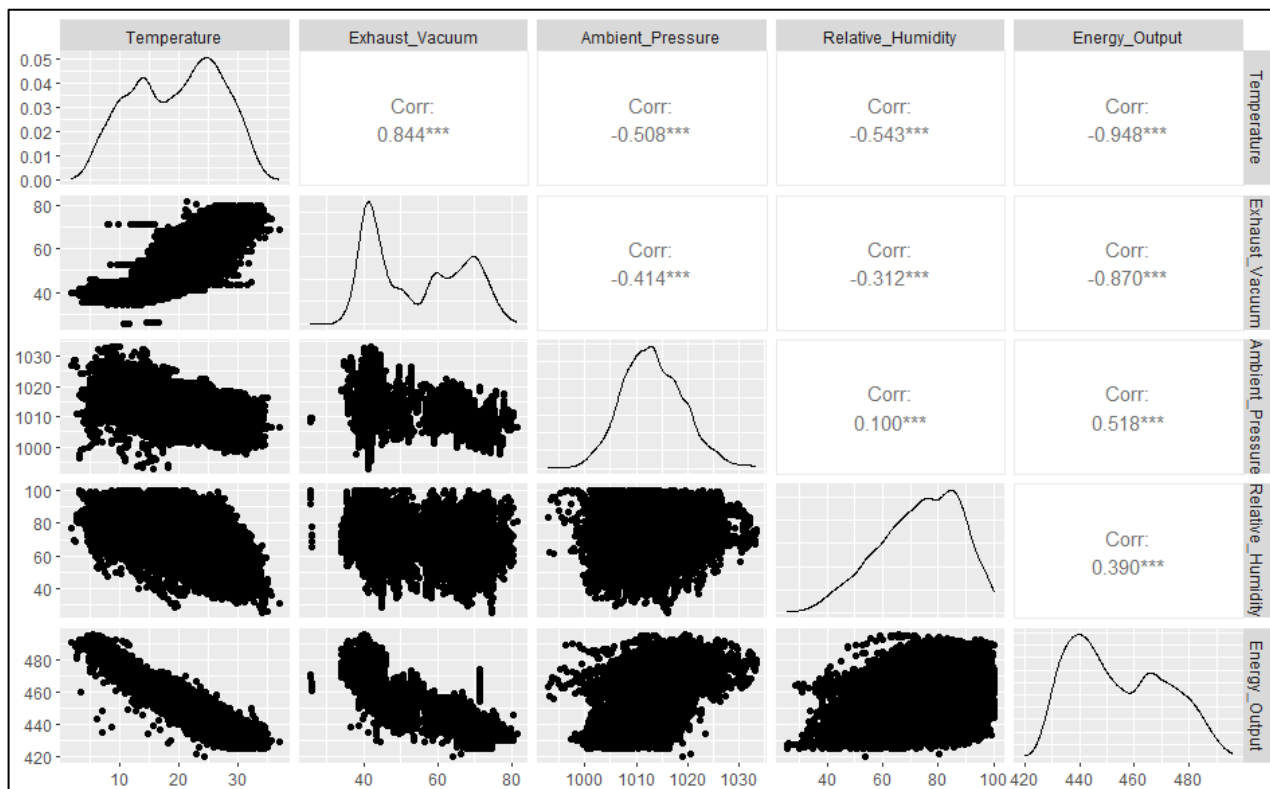 Temperature
Exhaust_Vacuum
Ambient_Pressure
Relative_Humidity
Energy_Output
0.05
0.04
0.03
0.02
0.01
0.00
Corr:
0.844***
Corr:
-0.508***
Corr:
-0.543***
Corr:
-0.948***
Temperature
80
60
40
Corr:
-0.414***
Corr:
-0.312***
Corr:
-0.870***
Exhaust_Vacuum
1030
1020
1010
1000
Corr:
0.100***
Corr:
0.518***
Ambient_Pressure
100
80
60
40
Corr:
0.390***
Relative_Humidity
480
460
440
420
Energy_Output
10 20 30
40 60 80
1000 1010 1020 1030
40 60 80 100
420 440 460 480